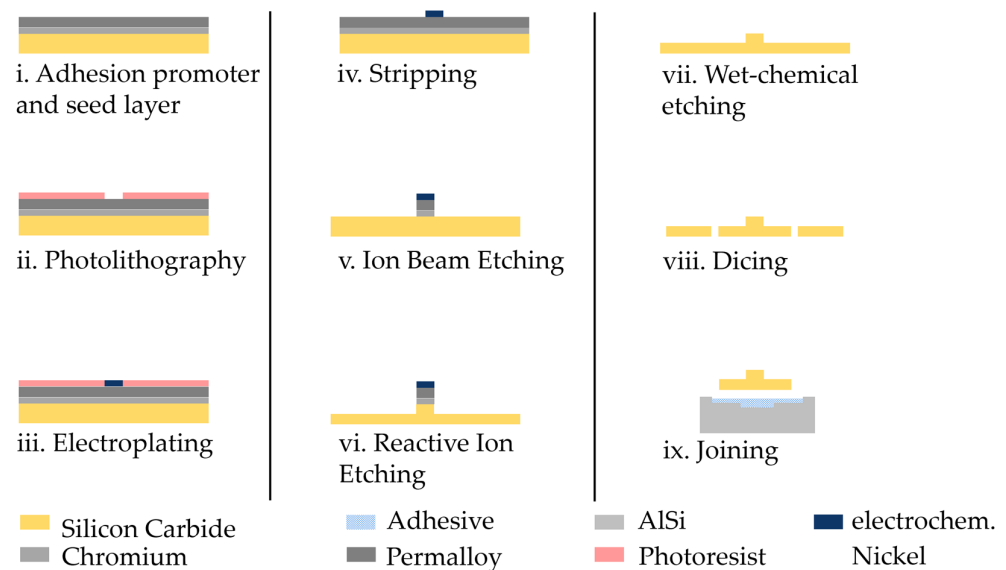 i. Adhesion promoter
and seed layer
ii. Photolithography
iii. Electroplating
iv. Stripping
v. Ion Beam Etching
vi. Reactive Ion
Etching
vii. Wet-chemical
etching
viii. Dicing
ix. Joining
Silicon Carbide
Chromium
Adhesive
Permalloy
AlSi
Photoresist
electrochem.
Nickel